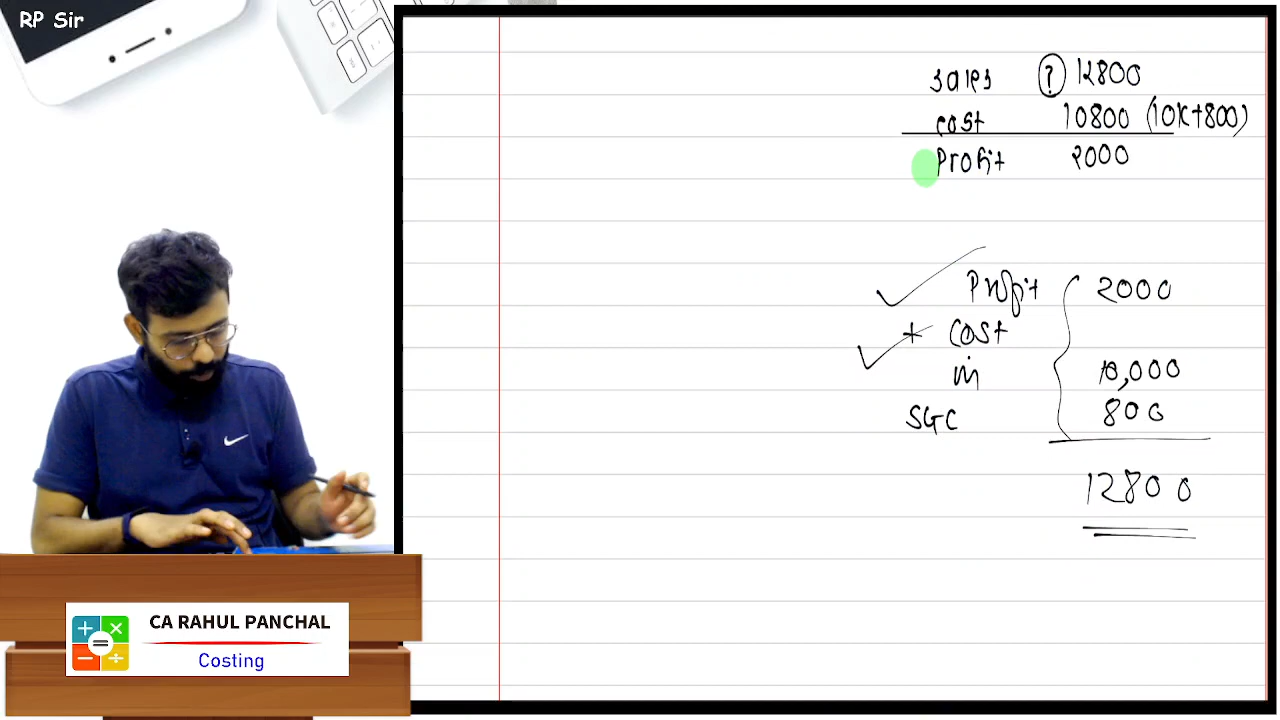 RP Sir
sales ? 12800
cost 10800 (10K+800)
Profit 2000
Profit 2000
+ cost
in 10,000
SGC 800
12800
CA RAHUL PANCHAL
Costing